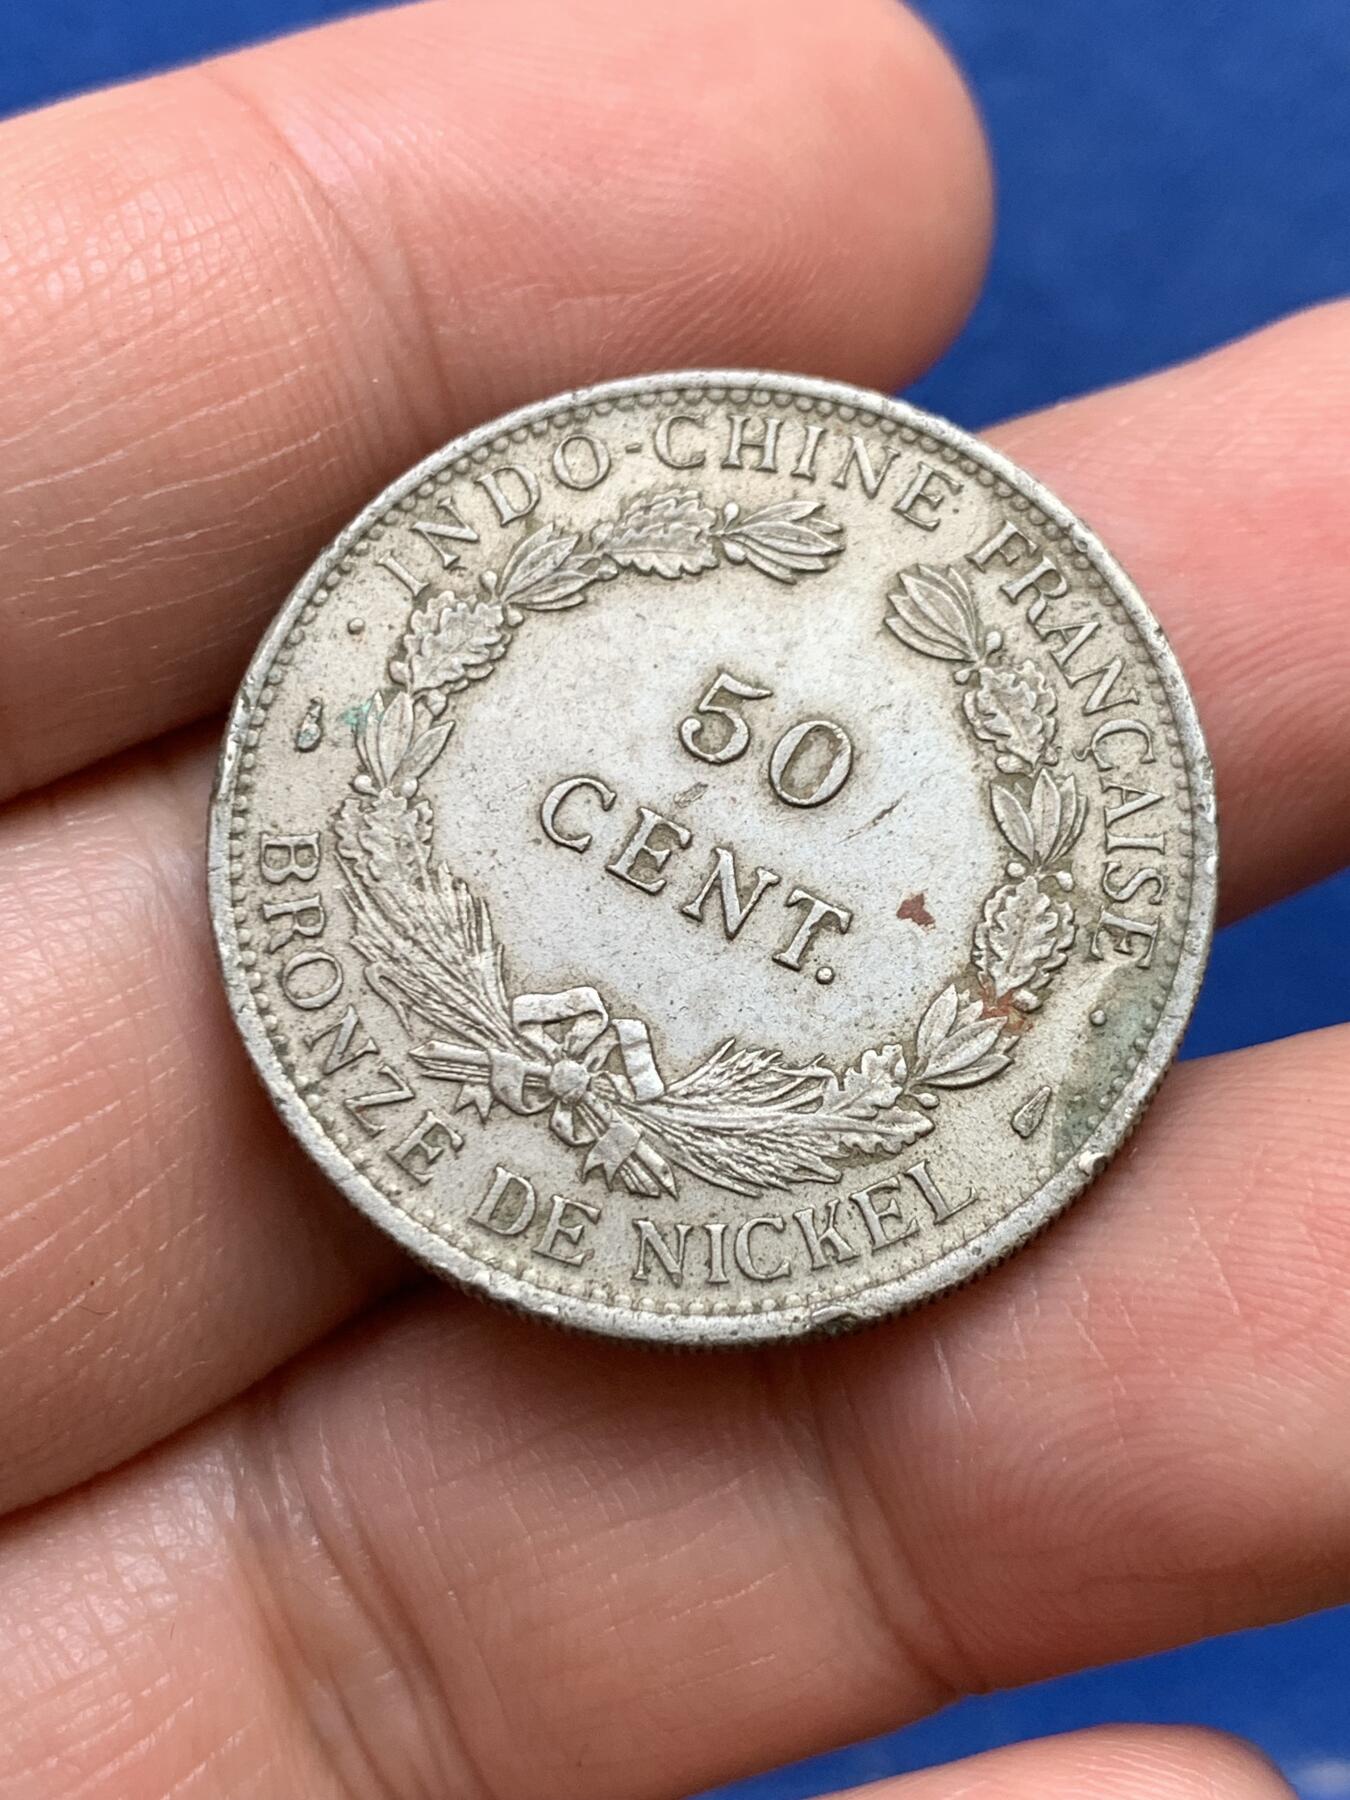 INDO-CHINE FRANÇAISE
50
CENT.
BRONZE DE NICKEL